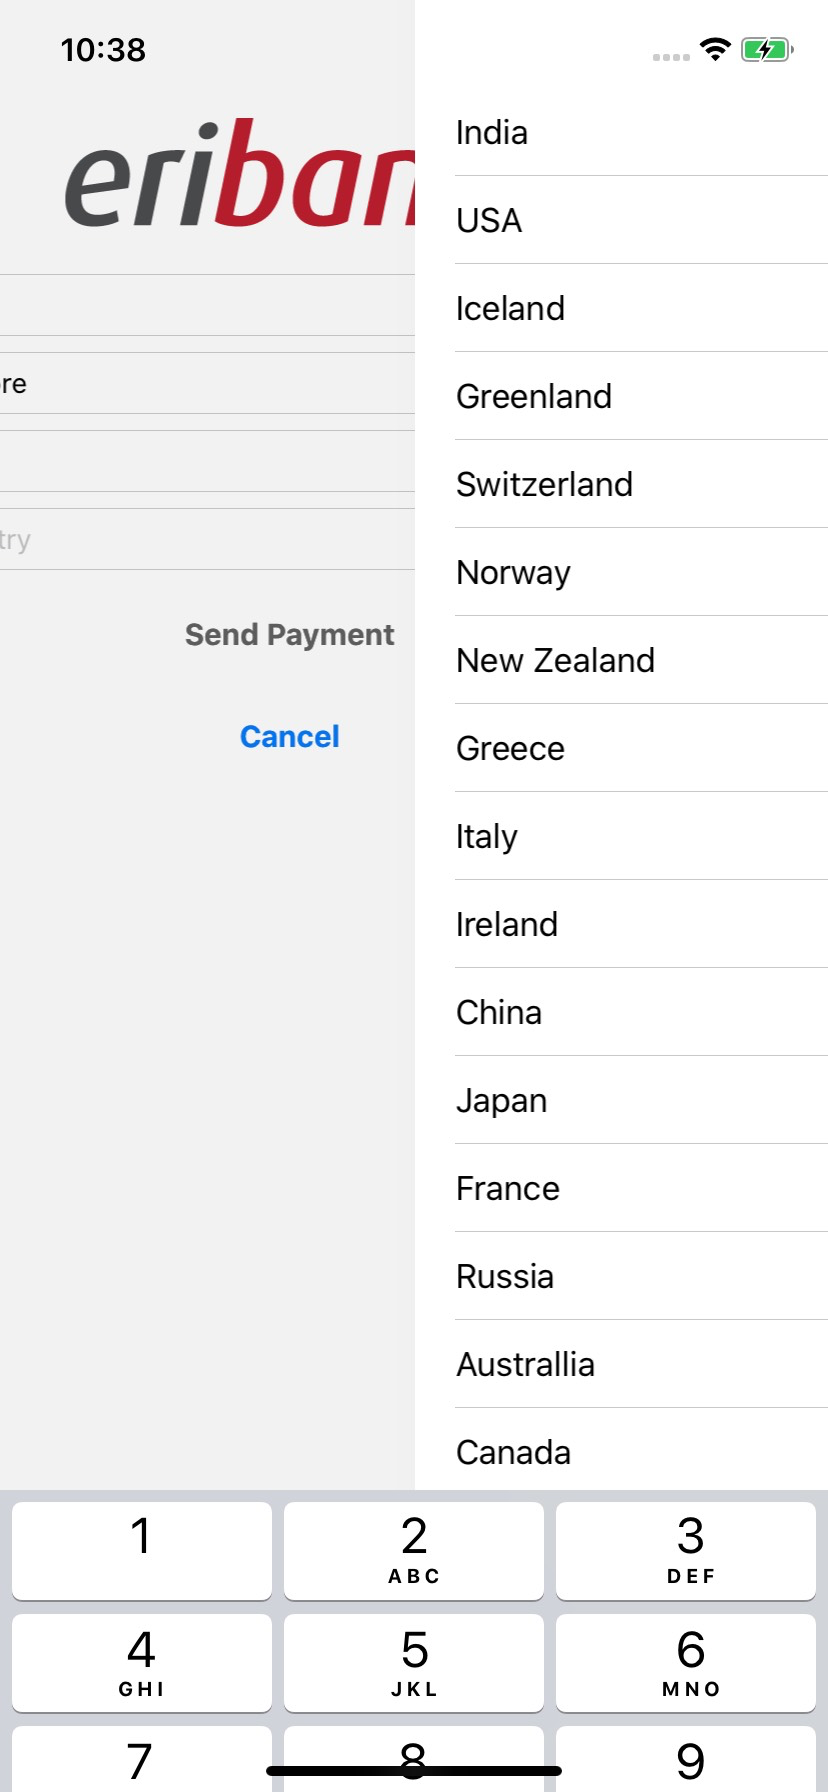 10:38
eriban
re
try
Send Payment
Cancel
India
USA
Iceland
Greenland
Switzerland
Norway
New Zealand
Greece
Italy
Ireland
China
Japan
France
Russia
Australlia
Canada
1
2
ABC
3
DEF
4
GHI
5
JKL
6
MNO
7
8
9